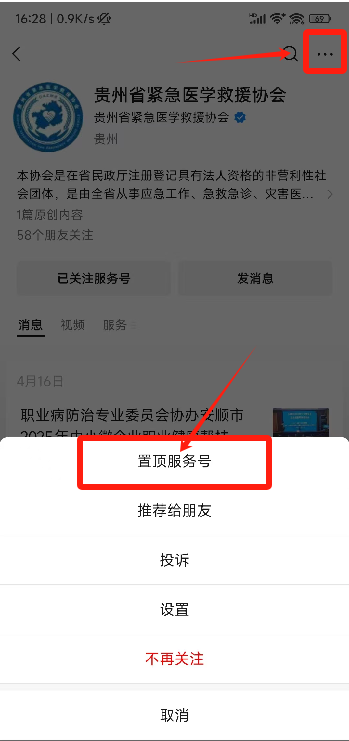 16:28 | 0.9K/s
69
贵州省紧急医学救援协会
贵州省紧急医学救援协会
贵州
本协会是在省民政厅注册登记具有法人资格的非营利性社
会团体，是由全省从事应急工作、急救急诊、灾害医...
1篇原创内容
58个朋友关注
已关注服务号
发消息
消息
视频
服务
4月16日
职业病防治专业委员会协办安顺市
2025年中小微企业职业健康帮扶
置顶服务号
推荐给朋友
投诉
设置
不再关注
取消